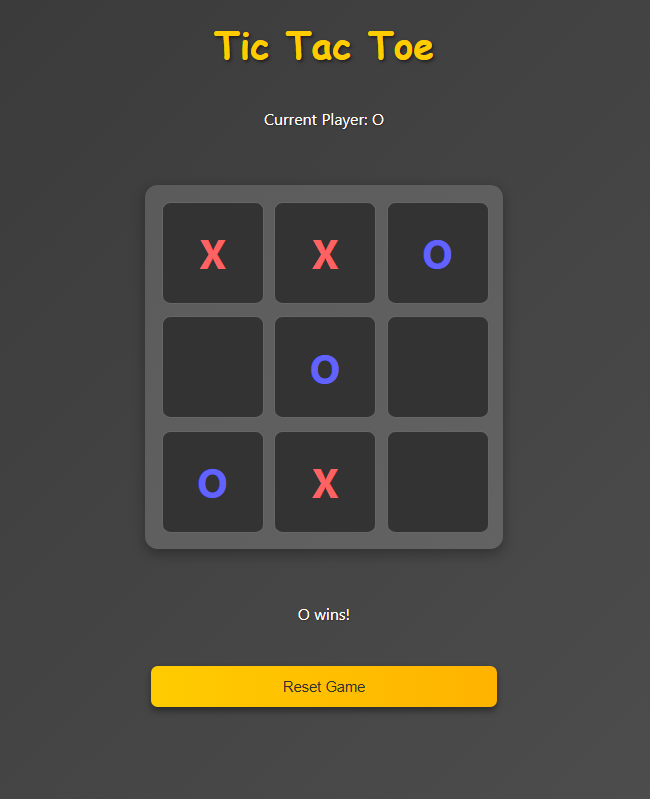 Tic Tac Toe
Current Player: O
X X O
O
O X
O wins!
Reset Game